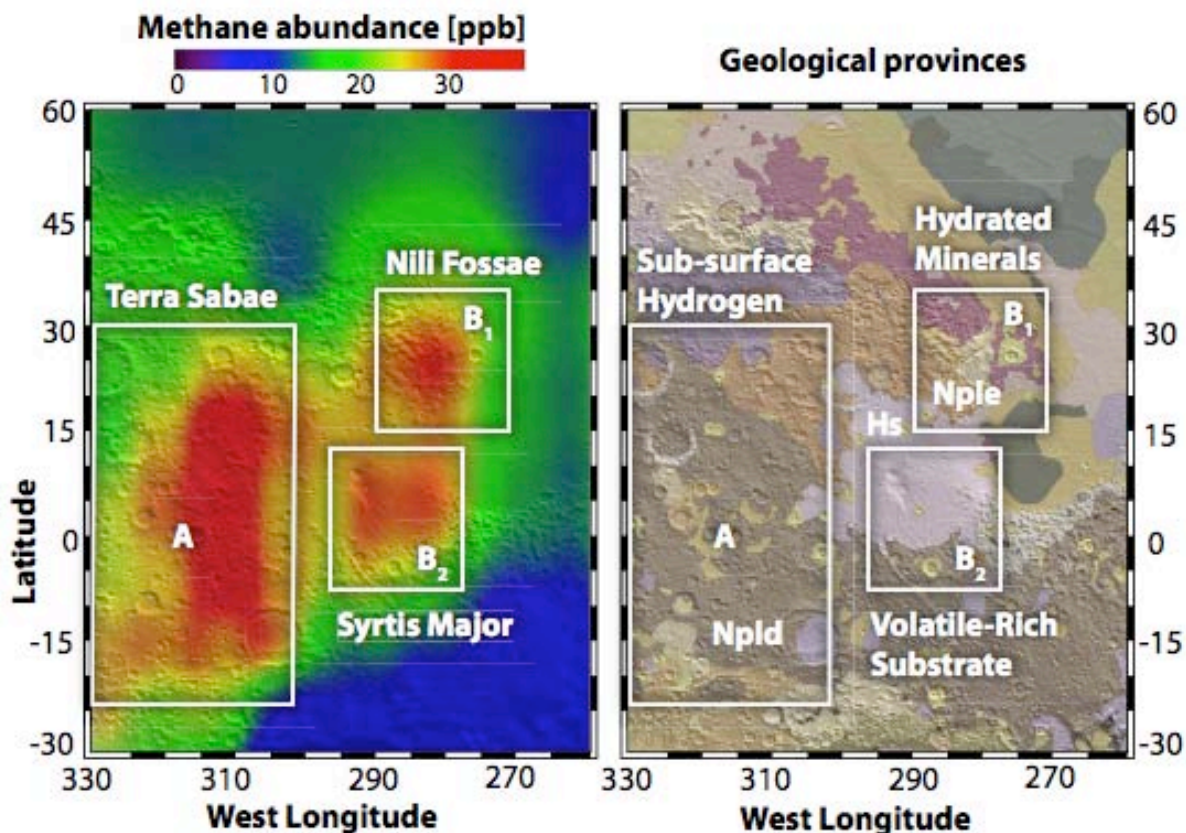 Methane abundance [ppb]
0 10 20 30
Geological provinces
60
45
30
15
0
-15
-30
Latitude
330 310 290 270
West Longitude
Nili Fossae
Terra Sabae
B1
A
B2
Syrtis Major
60
45
30
15
0
-15
-30
330 310 290 270
West Longitude
Hydrated
Minerals
Sub-surface
Hydrogen
B1
Nple
Hs
A
B2
Npld
Volatile-Rich
Substrate